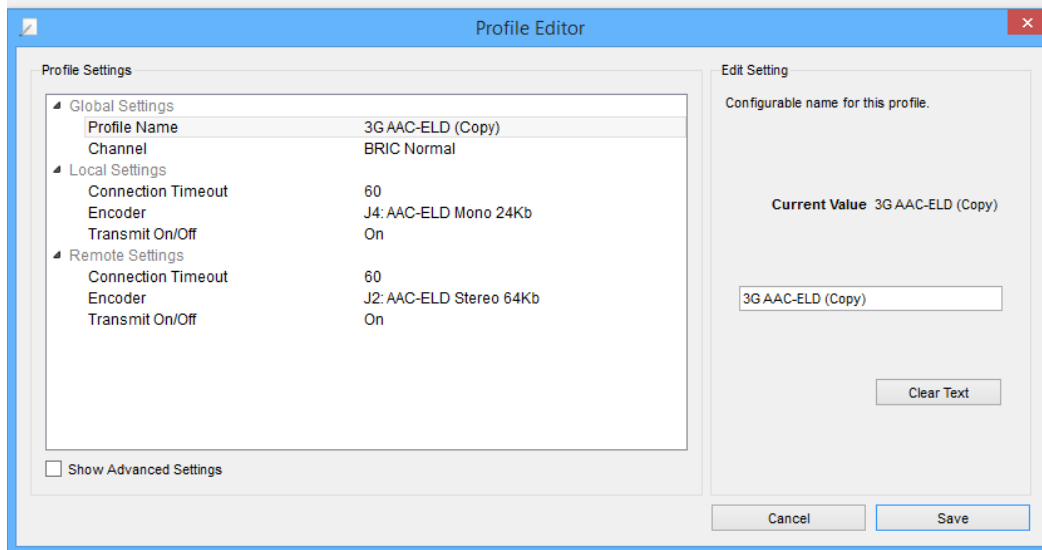 Profile Editor
Profile Settings
Global Settings
Profile Name 3G AAC-ELD (Copy)
Channel BRIC Normal
Local Settings
Connection Timeout 60
Encoder J4: AAC-ELD Mono 24Kb
Transmit On/Off On
Remote Settings
Connection Timeout 60
Encoder J2: AAC-ELD Stereo 64Kb
Transmit On/Off On
Show Advanced Settings
Edit Setting
Configurable name for this profile.
Current Value 3G AAC-ELD (Copy)
3G AAC-ELD (Copy)
Clear Text
Cancel Save